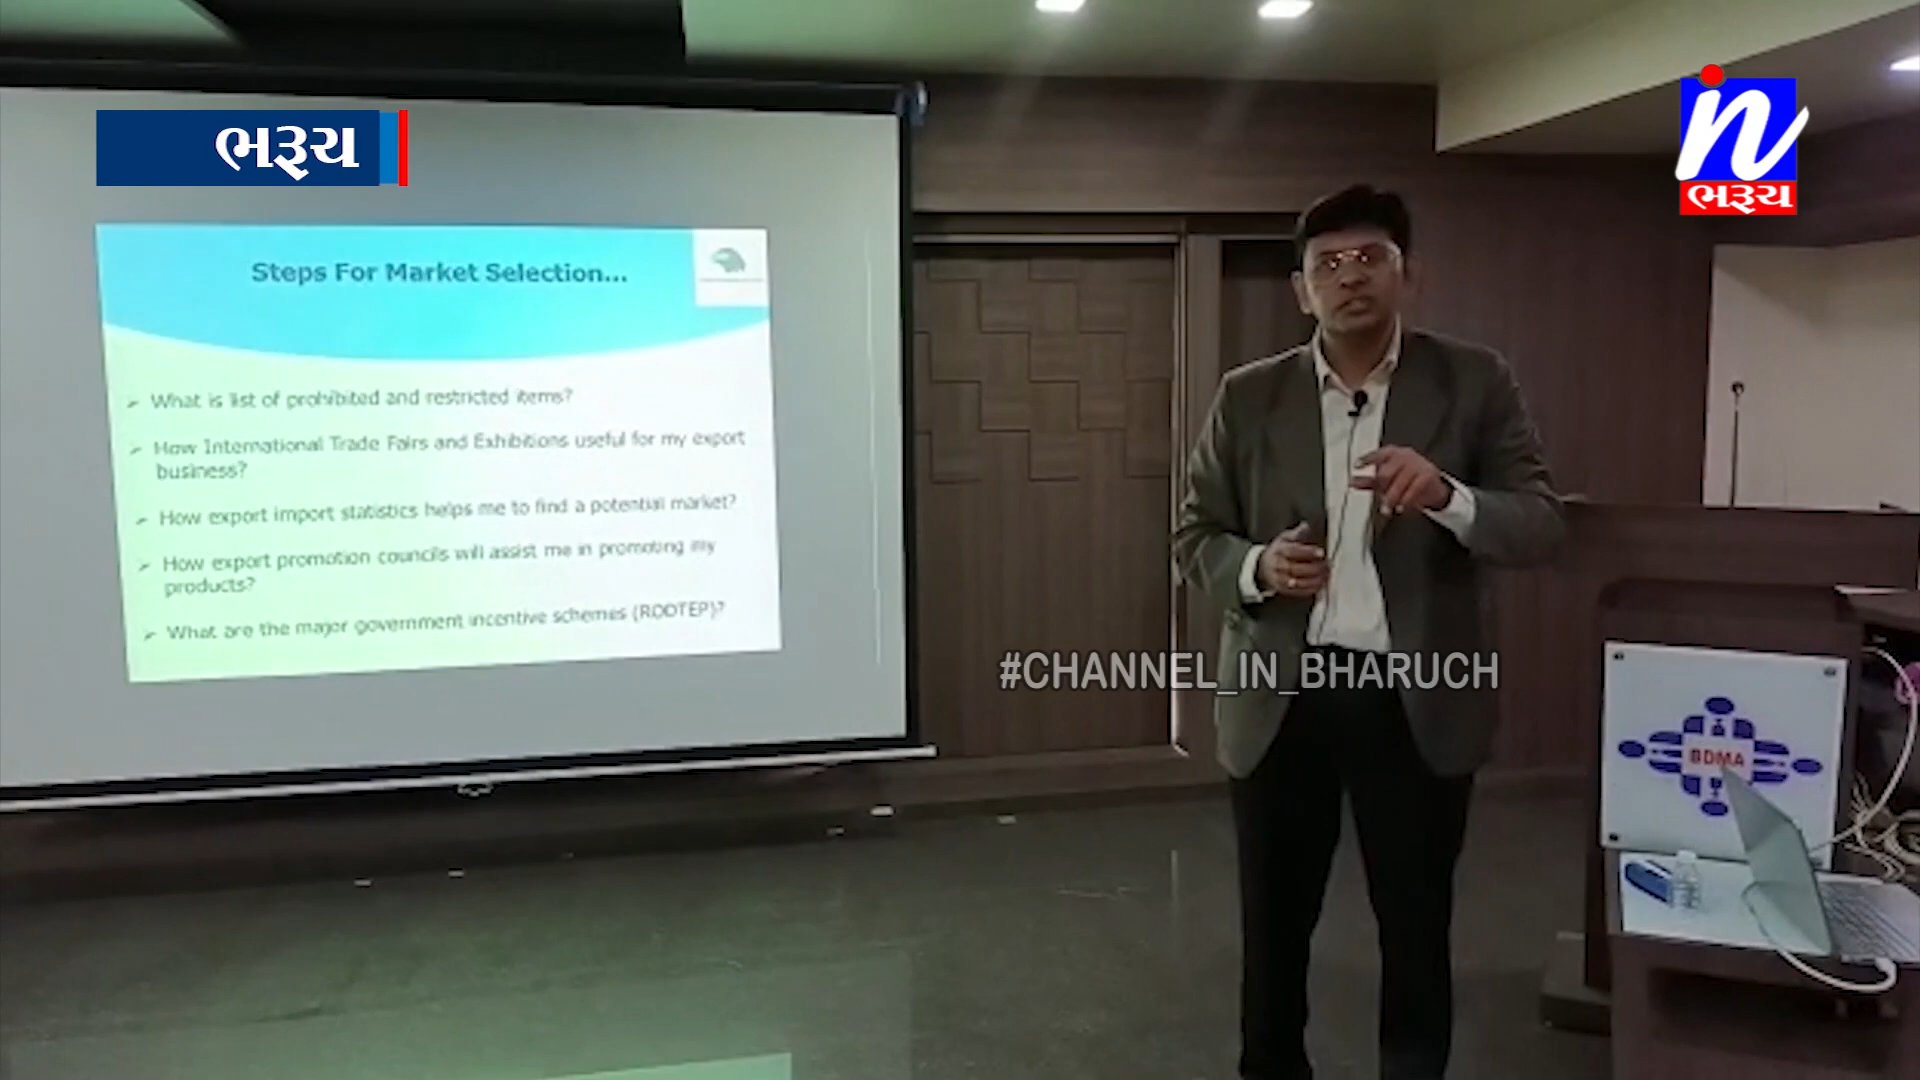 ભરૂચ
in
ભરૂચ
Steps For Market Selection...
What is list of prohibited and restricted items?
How International Trade Fairs and Exhibitions useful for my export
business?
How export import statistics helps me to find a potential market?
How export promotion councils will assist me in promoting my
products?
What are the major government incentive schemes (RODTEP)?
#CHANNEL_IN_BHARUCH
BDMA